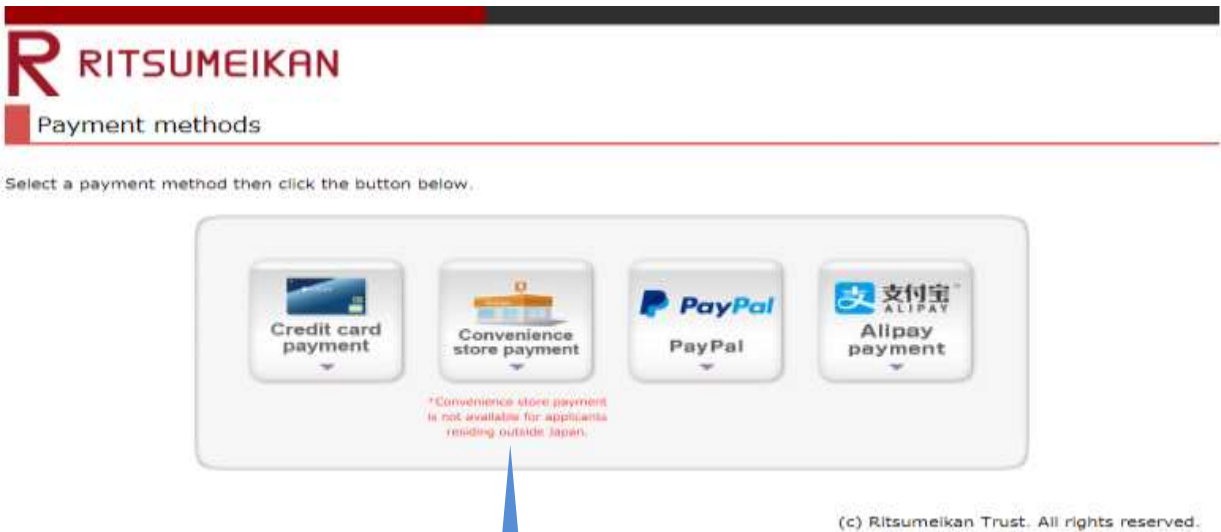 R RITSUMEIKAN
Payment methods
Select a payment method then click the button below.
Credit card
payment
Convenience
store payment
*Convenience store payment
is not available for applicants
residing outside Japan.
PayPal
PayPal
支付宝
ALIPAY
Alipay
payment
(c) Ritsumeikan Trust. All rights reserved.